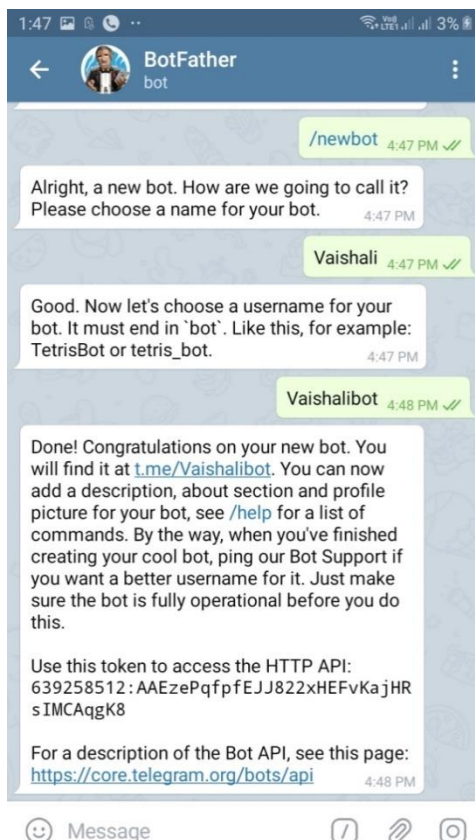 1:47
VoB
LTE1
3%
BotFather
bot
/newbot 4:47 PM
Alright, a new bot. How are we going to call it?
Please choose a name for your bot.
4:47 PM
Vaishali 4:47 PM
Good. Now let's choose a username for your
bot. It must end in `bot`. Like this, for example:
TetrisBot or tetris_bot.
4:47 PM
Vaishalibot 4:48 PM
Done! Congratulations on your new bot. You
will find it at t.me/Vaishalibot. You can now
add a description, about section and profile
picture for your bot, see /help for a list of
commands. By the way, when you've finished
creating your cool bot, ping our Bot Support if
you want a better username for it. Just make
sure the bot is fully operational before you do
this.
Use this token to access the HTTP API:
639258512:AAEzePqfpfEJJ822xHEFvKajHR
sIMCAqgK8
For a description of the Bot API, see this page:
https://core.telegram.org/bots/api
4:48 PM
Message